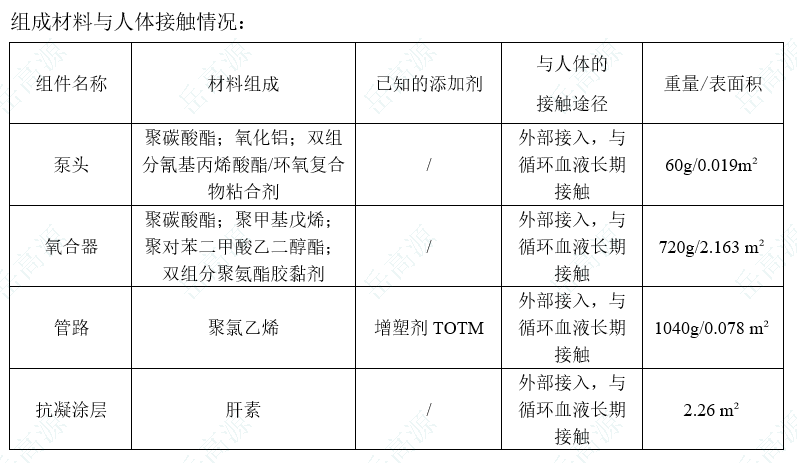 组成材料与人体接触情况：
组件名称 材料组成 已知的添加剂 与人体的 重量/表面积
接触途径
泵头 聚碳酸酯；氧化铝；双组 / 外部接入，与 60g/0.019m²
分氰基丙烯酸酯/环氧复合 循环血液长期
物粘合剂 接触
氧合器 聚碳酸酯；聚甲基戊烯； / 外部接入，与 720g/2.163 m²
聚对苯二甲酸乙二醇酯； 循环血液长期
双组分聚氨酯胶黏剂 接触
管路 聚氯乙烯 增塑剂 TOTM 外部接入，与 1040g/0.078 m²
循环血液长期
接触
抗凝涂层 肝素 / 外部接入，与 2.26 m²
循环血液长期
接触